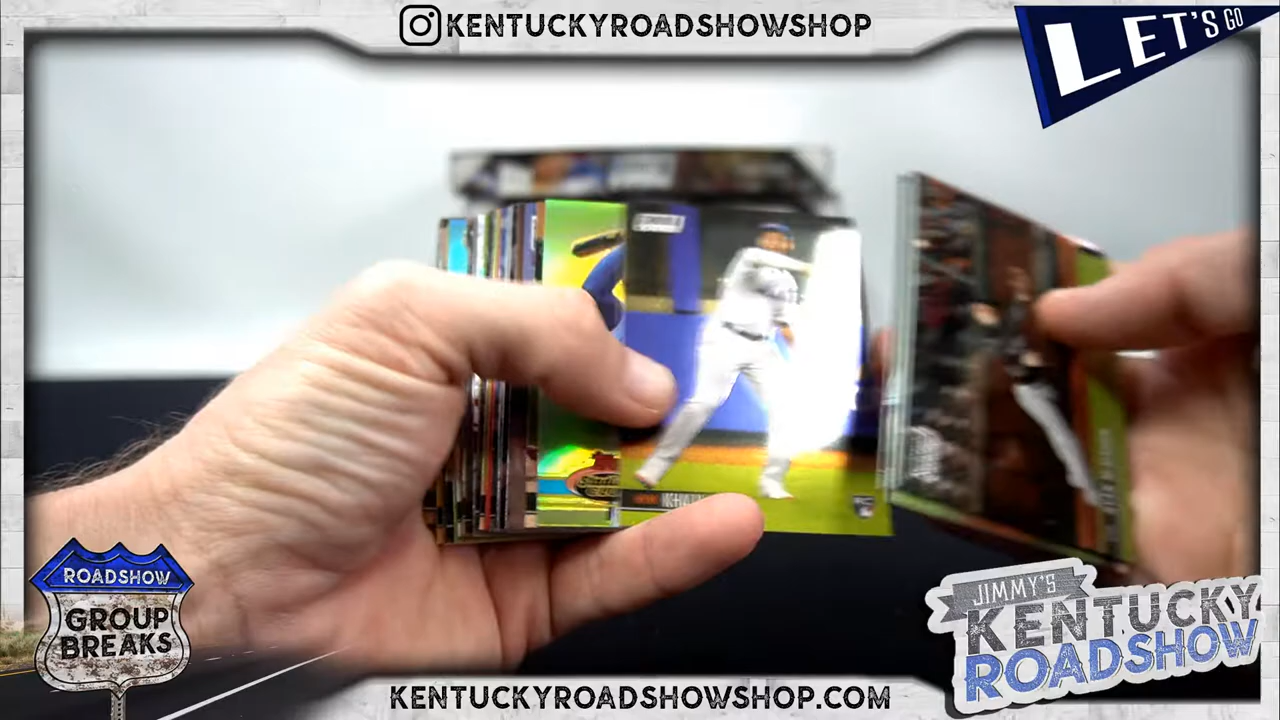 KENTUCKYROADSHOWSHOP
LET'S GO
ROADSHOW
GROUP
BREAKS
JIMMY'S
KENTUCKY
ROADSHOW
KENTUCKYROADSHOWSHOP.COM